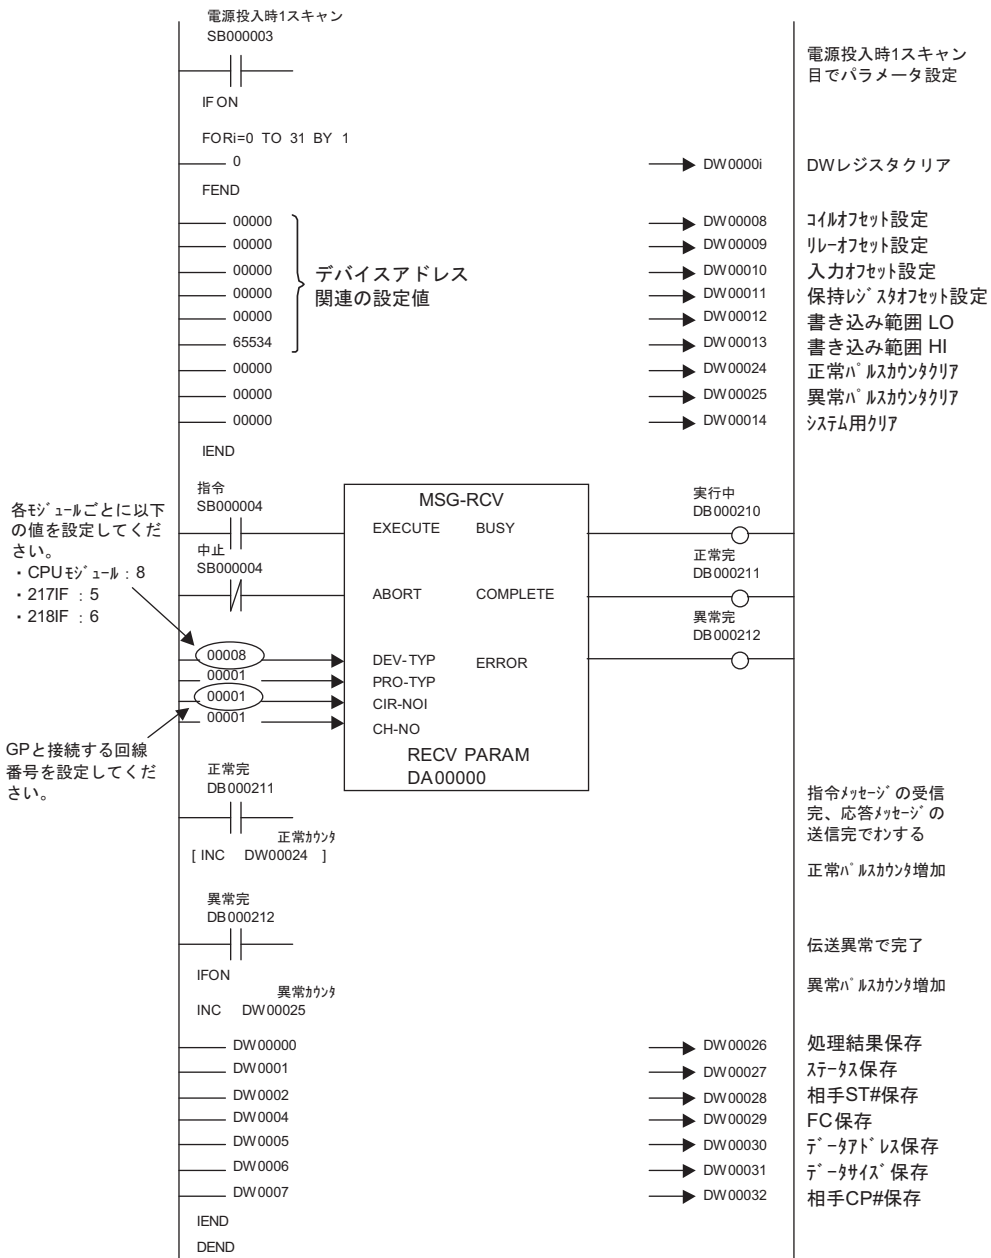 電源投入時1スキャン
SB000003
電源投入時1スキャン
目でパラメータ設定
IFON
FORi=0 TO 31 BY 1
0 DW0000i DWレジスタクリア
FEND
00000 DW00008 ｺｲﾙｵﾌｾｯﾄ設定
00000 DW00009 ﾘﾚｰｵﾌｾｯﾄ設定
00000 DW00010 入力ｵﾌｾｯﾄ設定
デバイスアドレス
関連の設定値
00000 DW00011 保持ﾚｼﾞｽﾀｵﾌｾｯﾄ設定
00000 DW00012 書き込み範囲 LO
65534 DW00013 書き込み範囲 HI
00000 DW00024 正常ﾊﾟﾙｽｶｳﾝﾀｸﾘｱ
00000 DW00025 異常ﾊﾟﾙｽｶｳﾝﾀｸﾘｱ
00000 DW00014 ｼｽﾃﾑ用ｸﾘｱ
IEND
各ﾓｼﾞｭｰﾙごとに以下
の値を設定してくだ
さい。
・CPUﾓｼﾞｭｰﾙ：8
・217IF ：5
・218IF ：6
指令
SB000004
中止
SB000004
MSG-RCV
EXECUTE BUSY
ABORT COMPLETE
DEV-TYP ERROR
PRO-TYP
CIR-NOI
CH-NO
RECV PARAM
DA00000
00008
00001
00001
00001
実行中
DB000210
正常完
DB000211
異常完
DB000212
GPと接続する回線
番号を設定してくだ
さい。
正常完
DB000211
正常ｶｳﾝﾀ
[ INC DW00024 ]
指令ﾒｯｾｰｼﾞの受信
完、応答ﾒｯｾｰｼﾞの
送信完でｵﾝする
正常ﾊﾟﾙｽｶｳﾝﾀ増加
異常完
DB000212
伝送異常で完了
IFON
異常ｶｳﾝﾀ
INC DW00025
異常ﾊﾟﾙｽｶｳﾝﾀ増加
DW00000 DW00026 処理結果保存
DW0001 DW00027 ｽﾃｰﾀｽ保存
DW0002 DW00028 相手ST#保存
DW0004 DW00029 FC保存
DW0005 DW00030 ﾃﾞｰﾀｱﾄﾞﾚｽ保存
DW0006 DW00031 ﾃﾞｰﾀｻｲｽﾞ保存
DW0007 DW00032 相手CP#保存
IEND
DEND